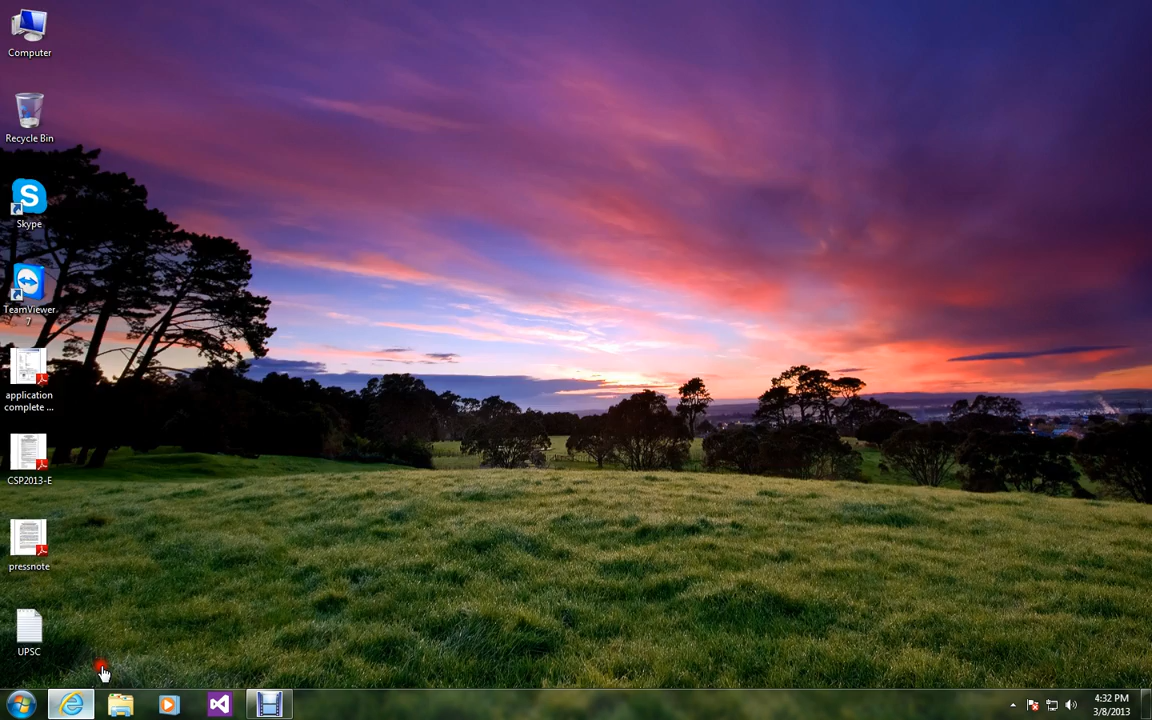 Computer
Recycle Bin
Skype
TeamViewer
7
application
complete ...
CSP2013-E
pressnote
UPSC
4:32 PM
3/8/2013